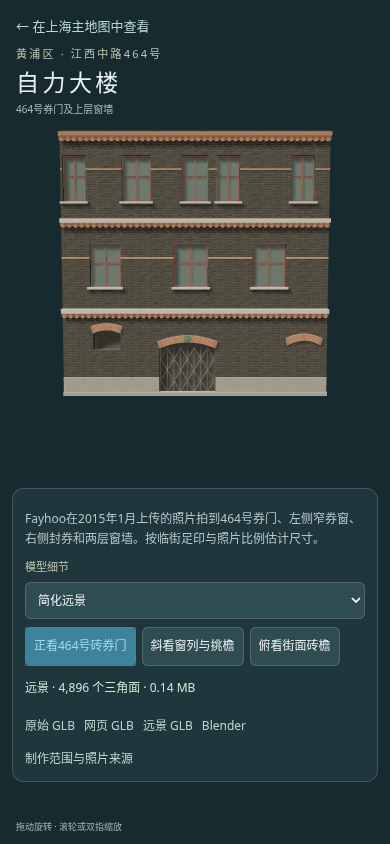 ← 在上海主地图中查看
黄浦区 · 江西中路464号
自力大楼
464号券门及上层窗墙
Fayhoo在2015年1月上传的照片拍到464号券门、左侧窄券窗、
右侧封券和两层窗墙。按临街足印与照片比例估计尺寸。
模型细节
简化远景
正看464号砖券门 斜看窗列与挑檐 俯看街面砖檐
远景 · 4,896 个三角面 · 0.14 MB
原始 GLB 网页 GLB 远景 GLB Blender
制作范围与照片来源
拖动旋转 · 滚轮或双指缩放